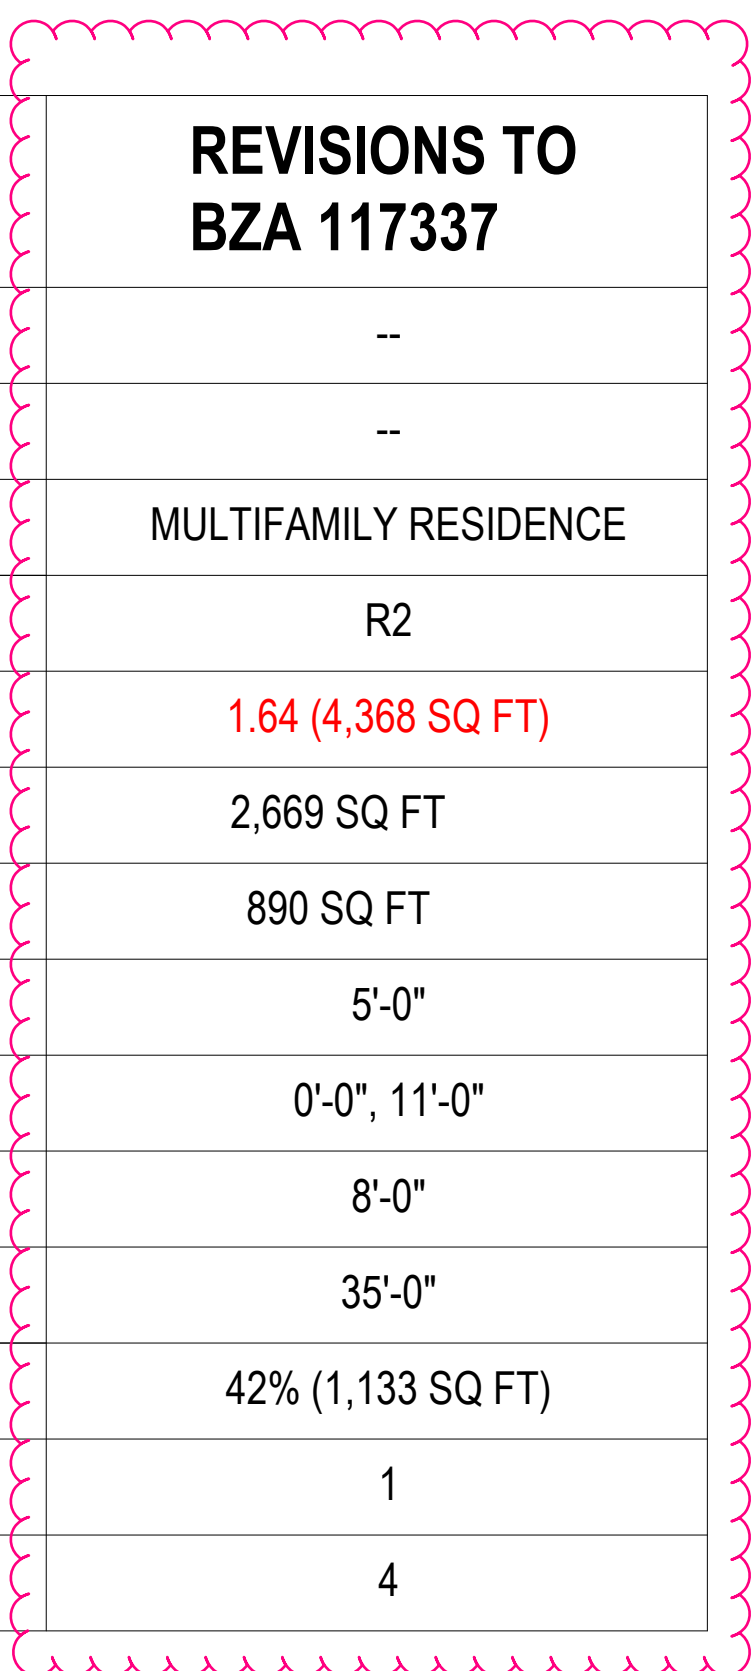 REVISIONS TO
BZA 117337
--
--
MULTIFAMILY RESIDENCE
R2
1.64 (4,368 SQ FT)
2,669 SQ FT
890 SQ FT
5'-0"
0'-0", 11'-0"
8'-0"
35'-0"
42% (1,133 SQ FT)
1
4